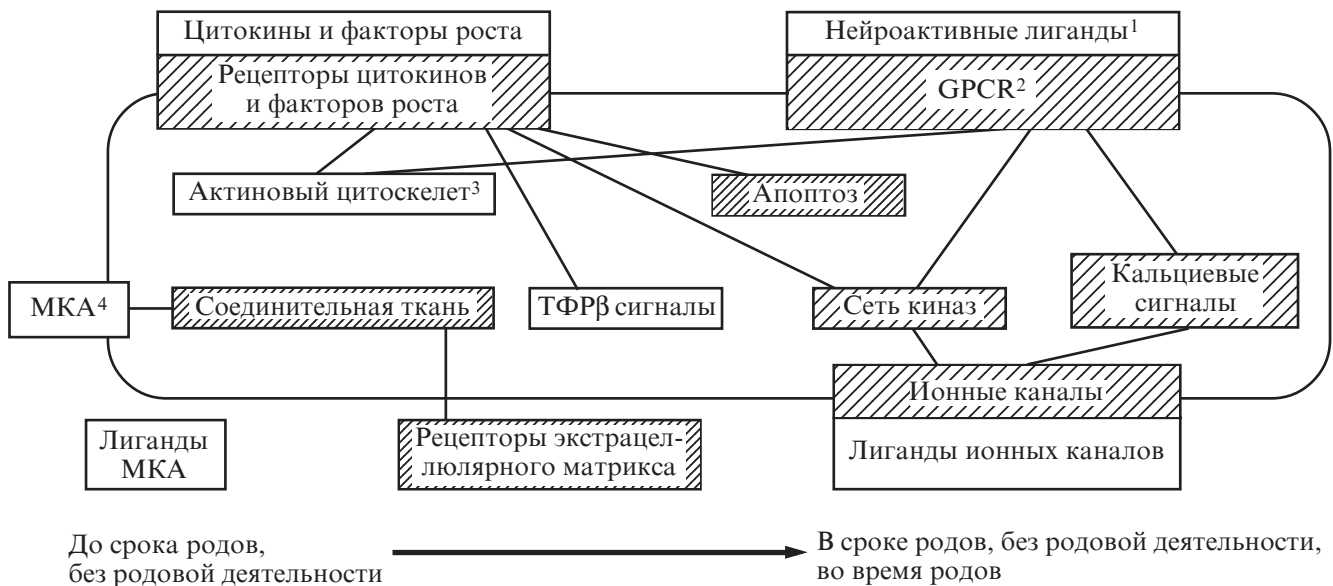 Цитокины и факторы роста
Рецепторы цитокинов
и факторов роста
Нейроактивные лиганды¹
GPCR²
Актиновый цитоскелет³
Апоптоз
МКА⁴
Соединительная ткань
ТФРβ сигналы
Сеть киназ
Кальциевые
сигналы
Ионные каналы
Лиганды ионных каналов
Лиганды
МКА
Рецепторы экстрацел-
люлярного матрикса
До срока родов,
без родовой деятельности
В сроке родов, без родовой деятельности,
во время родов